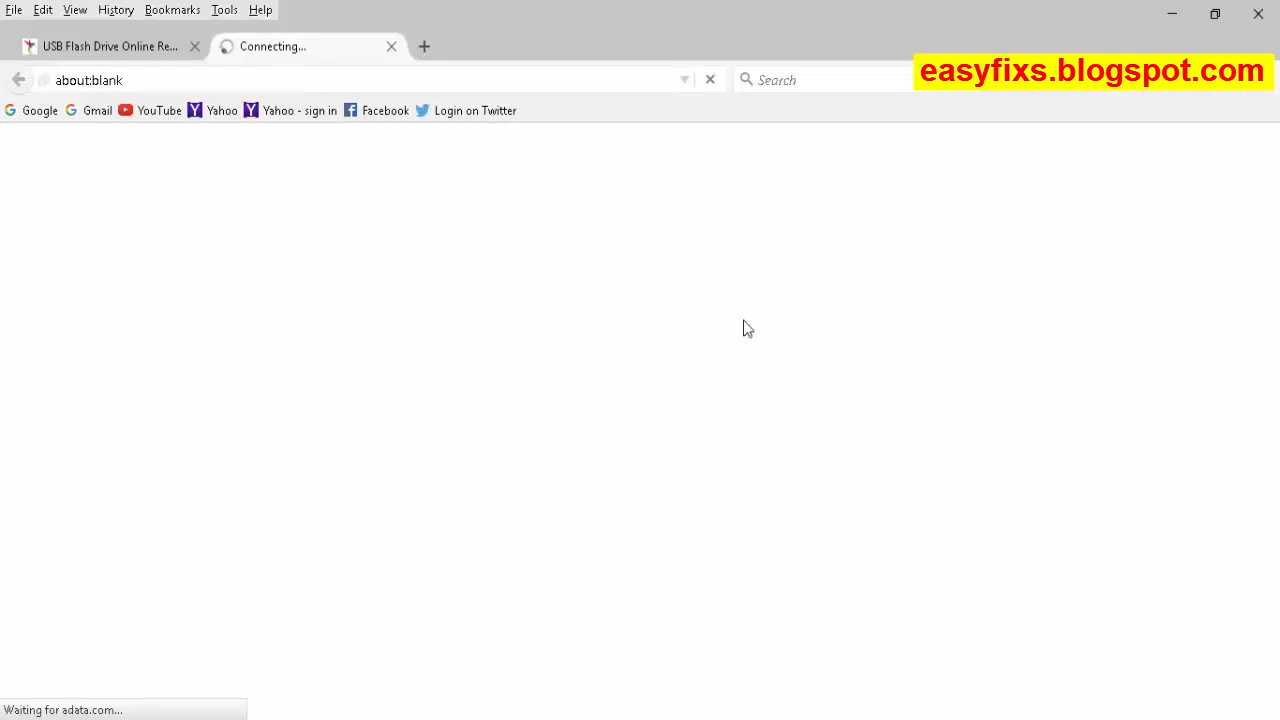 File Edit View History Bookmarks Tools Help
USB Flash Drive Online Re... Connecting...
about:blank Search
easyfixs.blogspot.com
Google Gmail YouTube Yahoo Yahoo - sign in Facebook Login on Twitter
Waiting for adata.com...